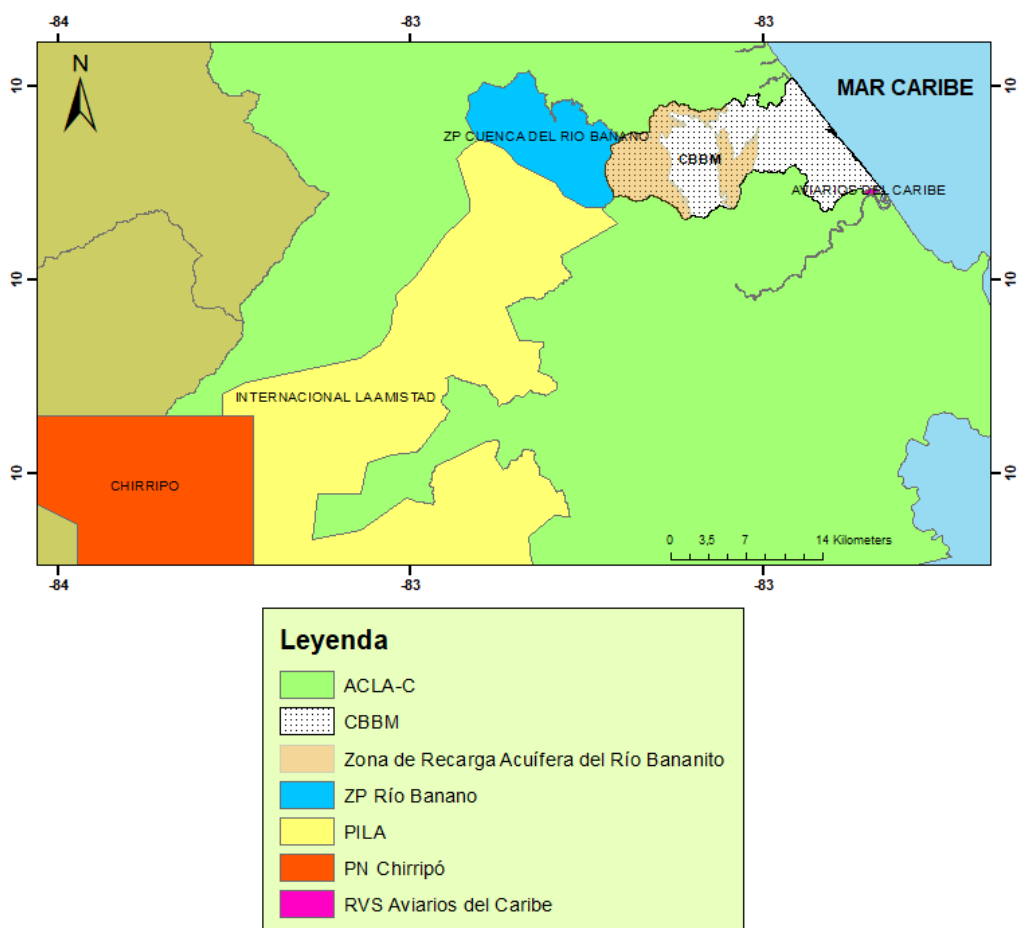 -84
-83
-83
N
MAR CARIBE
10
10
ZP CUENCA DEL RIO BANANO
CBBM
AVIARIOS DEL CARIBE
10
10
INTERNACIONAL LA AMISTAD
10
10
CHIRRIPO
0 3,5 7 14 Kilometers
-84
-83
-83
Leyenda
ACLA-C
CBBM
Zona de Recarga Acuífera del Río Bananito
ZP Río Banano
PILA
PN Chirripó
RVS Aviarios del Caribe